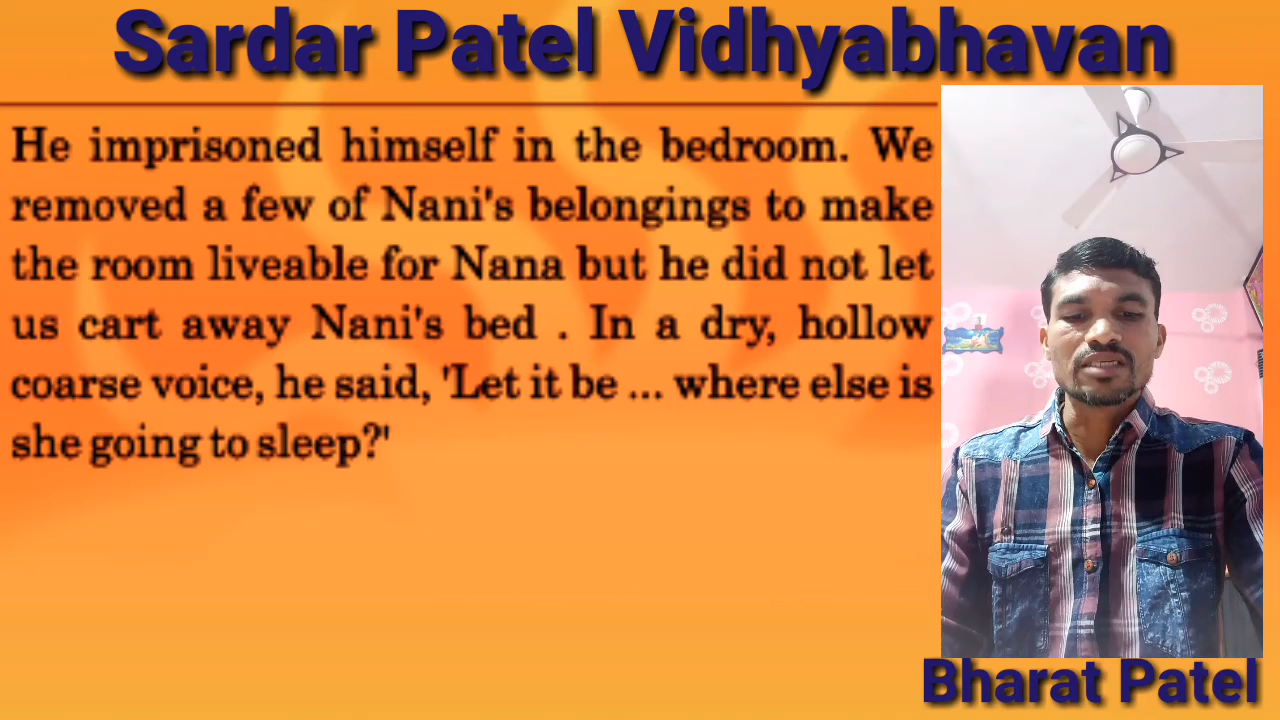 Sardar Patel Vidhyabhavan
He imprisoned himself in the bedroom. We
removed a few of Nani's belongings to make
the room liveable for Nana but he did not let
us cart away Nani's bed . In a dry, hollow
coarse voice, he said, 'Let it be ... where else is
she going to sleep?'
Bharat Patel